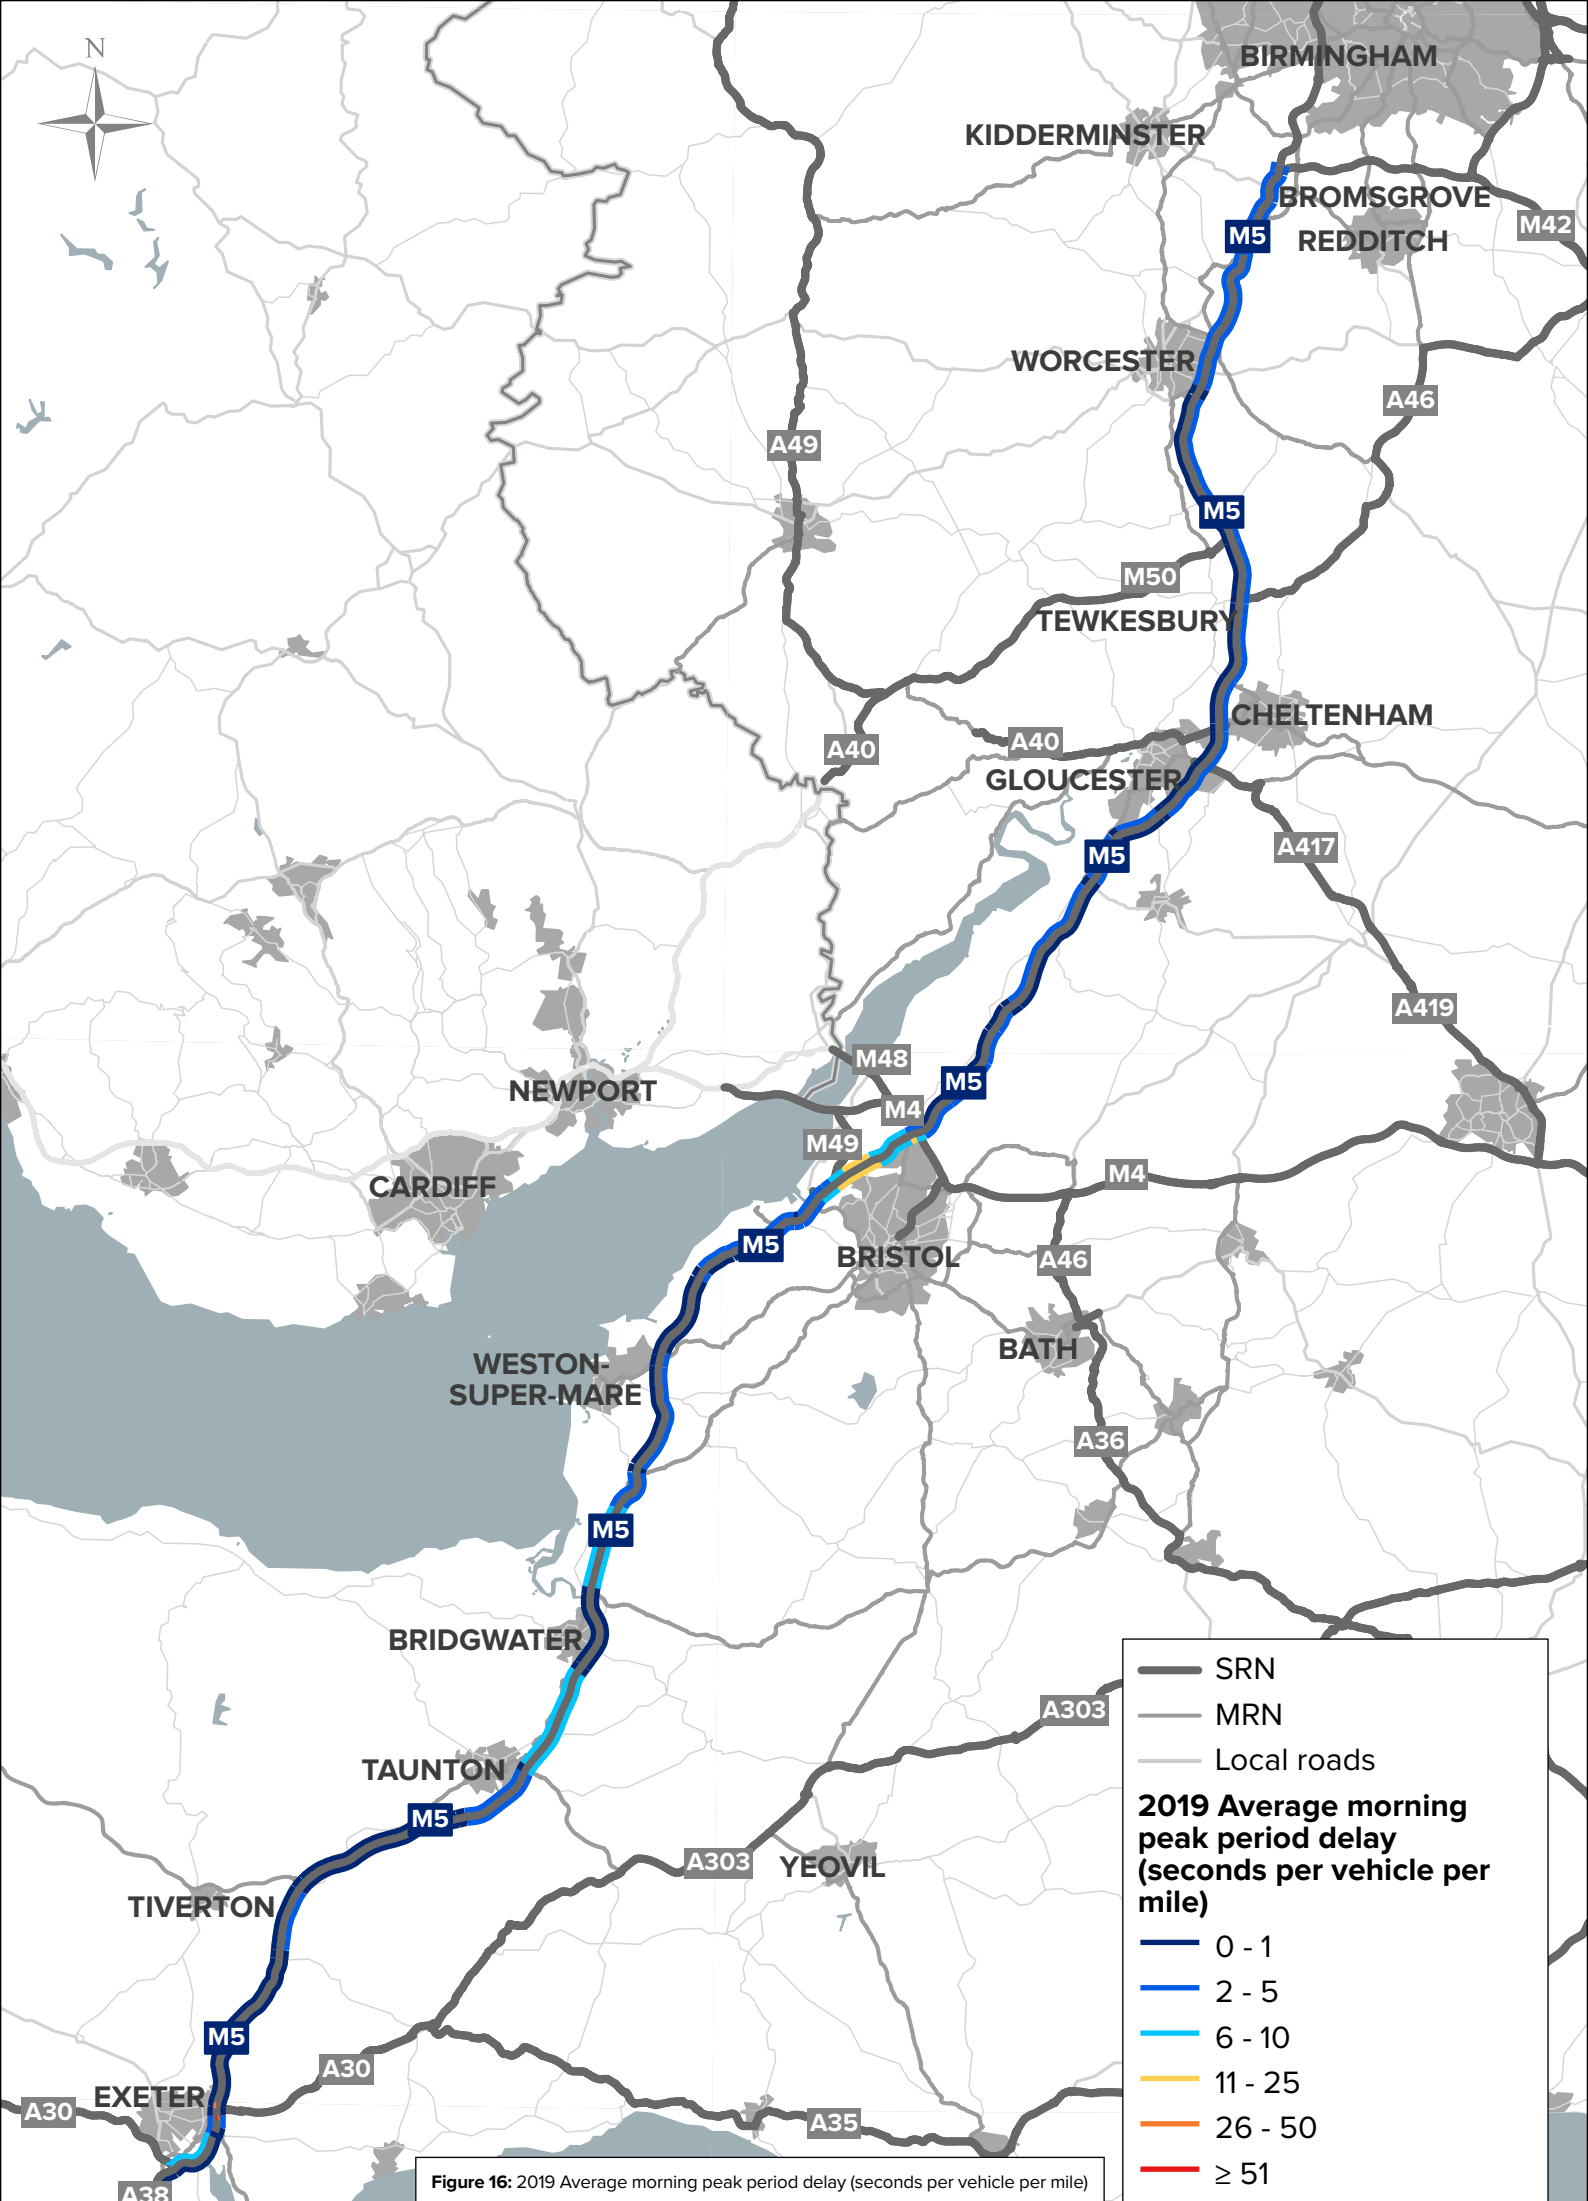 N
BIRMINGHAM
KIDDERMINSTER
BROMSGROVE
M42
M5
REDDITCH
WORCESTER
A46
A49
M5
M50
TEWKESBURY
CHELTENHAM
A40
A40
GLOUCESTER
M5
A417
A419
M48
M5
NEWPORT
M4
M49
M4
CARDIFF
M5
BRISTOL
A46
BATH
WESTON-
SUPER-MARE
A36
M5
BRIDGWATER
A303
TAUNTON
M5
A303
YEOVIL
TIVERTON
M5
A30
EXETER
A30
A35
A38
SRN
MRN
Local roads
2019 Average morning
peak period delay
(seconds per vehicle per
mile)
0 - 1
2 - 5
6 - 10
11 - 25
26 - 50
≥ 51
Figure 16: 2019 Average morning peak period delay (seconds per vehicle per mile)